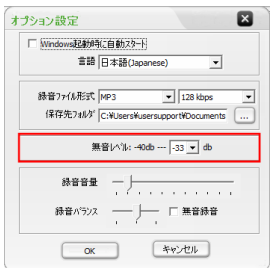 オプション設定
Windows起動時に自動スタート
言語 日本語(Japanese)
録音ファイル形式 MP3 128 kbps
保存先フォルダ C:¥Users¥usersupport¥Documents ...
無音レベル: -40db --- -33 db
録音音量
録音バランス 無音録音
OK キャンセル